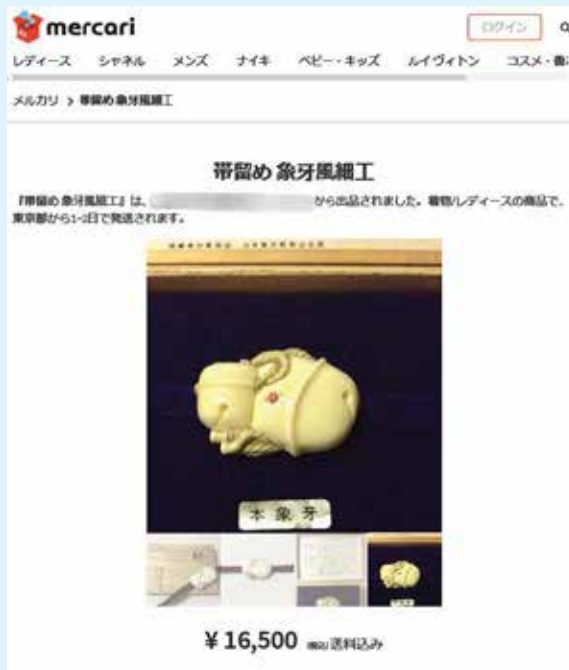 mercari
ログイン
レディース シャネル メンズ ナイキ ベビー・キッズ ルイヴィトン コスメ・香
メルカリ > 帯留め 象牙風細工
帯留め 象牙風細工
『帯留め 象牙風細工』は、 から出品されました。着物/レディースの商品で、
東京都から1-2日で発送されます。
本象牙
¥ 16,500 (税込) 送料込み